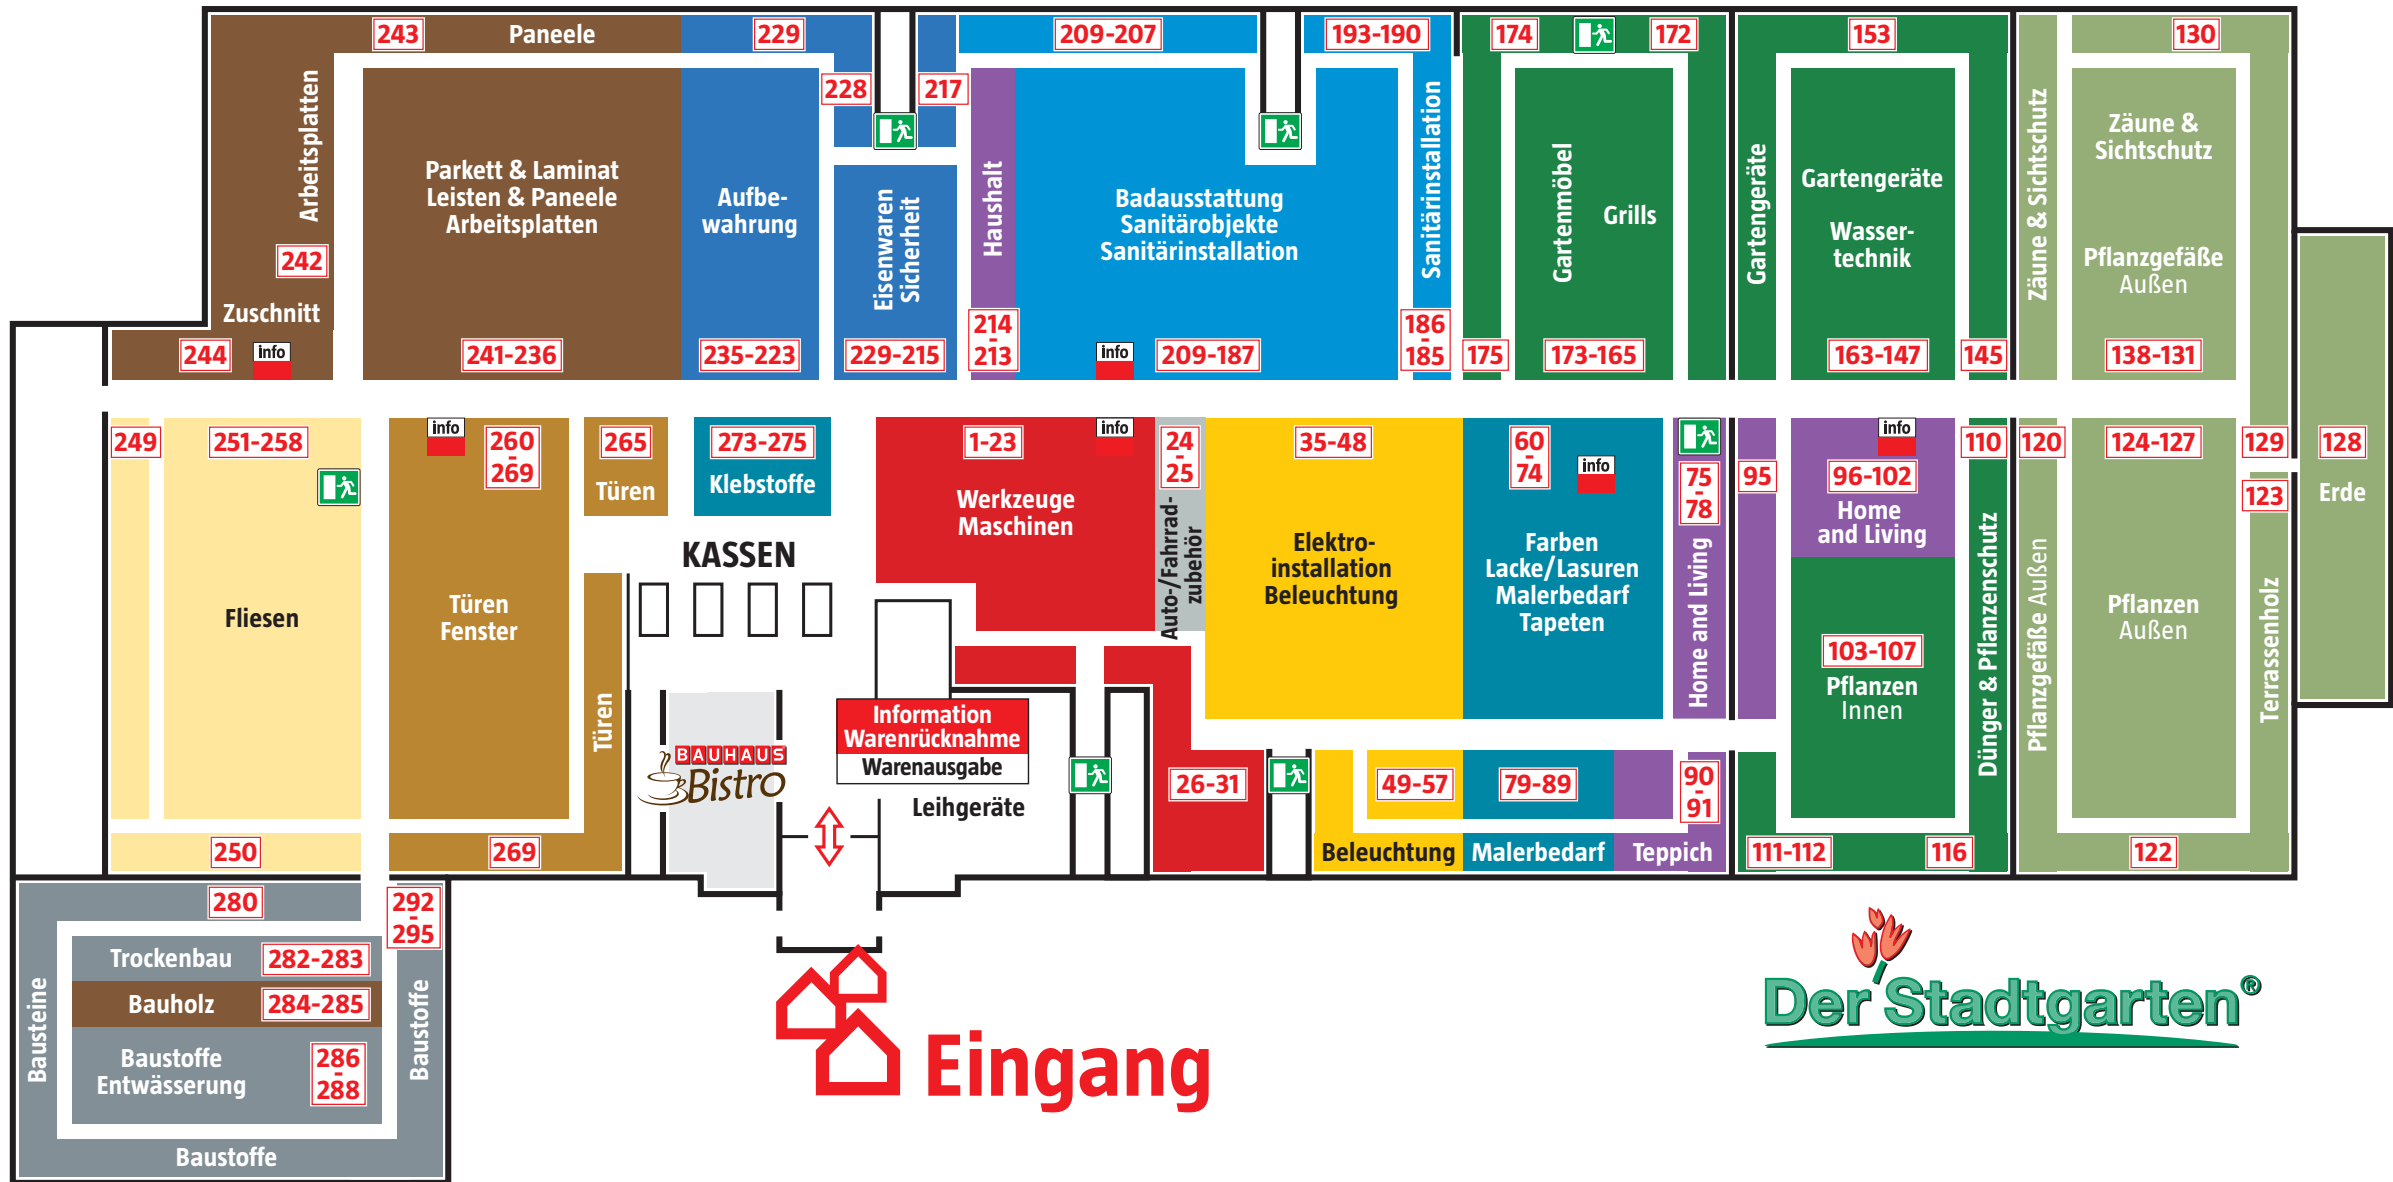 243
Paneele
229
209-207
193-190
174
172
153
130
228
217
Arbeitsplatten
Parkett & Laminat
Leisten & Paneele
Arbeitsplatten
Aufbe-
wahrung
Eisenwaren
Sicherheit
Haushalt
Badausstattung
Sanitärobjekte
Sanitärinstallation
Sanitärinstallation
Gartenmöbel
Grills
Gartengeräte
Gartengeräte
Wasser-
technik
Zäune & Sichtschutz
Zäune &
Sichtschutz
Pflanzgefäße
Außen
242
Zuschnitt
244
info
241-236
235-223
229-215
214
-
213
info
209-187
186
-
185
175
173-165
163-147
145
138-131
249
251-258
info
260
-
269
265
Türen
273-275
Klebstoffe
1-23
info
Werkzeuge
Maschinen
24
-
25
Auto-/Fahrrad-
zubehör
35-48
Elektro-
installation
Beleuchtung
60
-
74
info
Farben
Lacke/Lasuren
Malerbedarf
Tapeten
75
-
78
Home and Living
95
info
96-102
Home
and Living
110
Dünger & Pflanzenschutz
120
Pflanzgefäße Außen
124-127
129
123
128
Erde
KASSEN
Fliesen
Türen
Fenster
Türen
103-107
Pflanzen
Innen
Pflanzen
Außen
Terrassenholz
BAUHAUS
Bistro
Information
Warenrücknahme
Warenausgabe
Leihgeräte
26-31
49-57
79-89
90
-
91
250
269
Beleuchtung
Malerbedarf
Teppich
111-112
116
122
280
292
-
295
Trockenbau
282-283
Bauholz
284-285
Baustoffe
Entwässerung
286
-
288
Bausteine
Baustoffe
Baustoffe
Eingang
Der Stadtgarten®